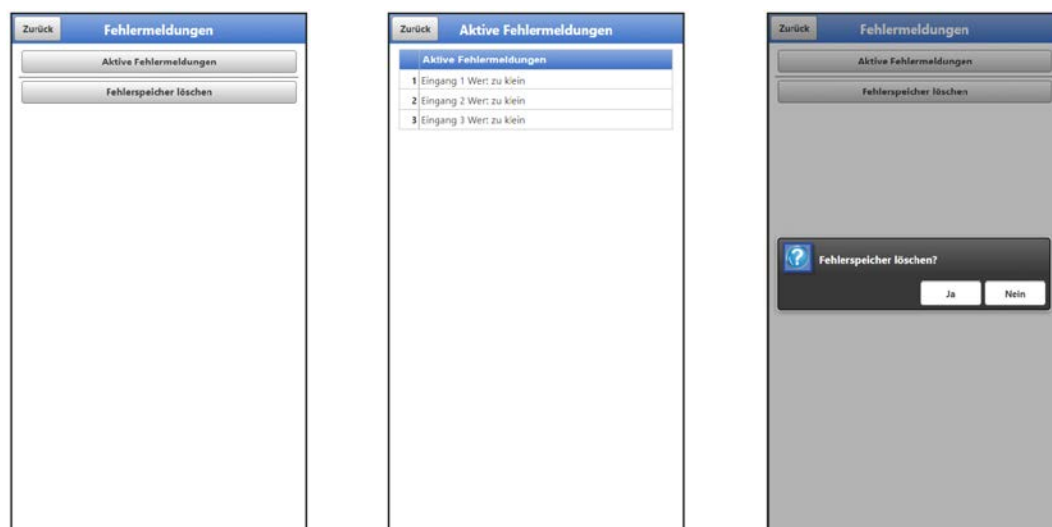 Zurück Fehlermeldungen
Aktive Fehlermeldungen
Fehlerspeicher löschen
Zurück Aktive Fehlermeldungen
Aktive Fehlermeldungen
1 Eingang 1 Wert zu klein
2 Eingang 2 Wert zu klein
3 Eingang 3 Wert zu klein
Zurück Fehlermeldungen
Aktive Fehlermeldungen
Fehlerspeicher löschen
Fehlerspeicher löschen?
Ja Nein